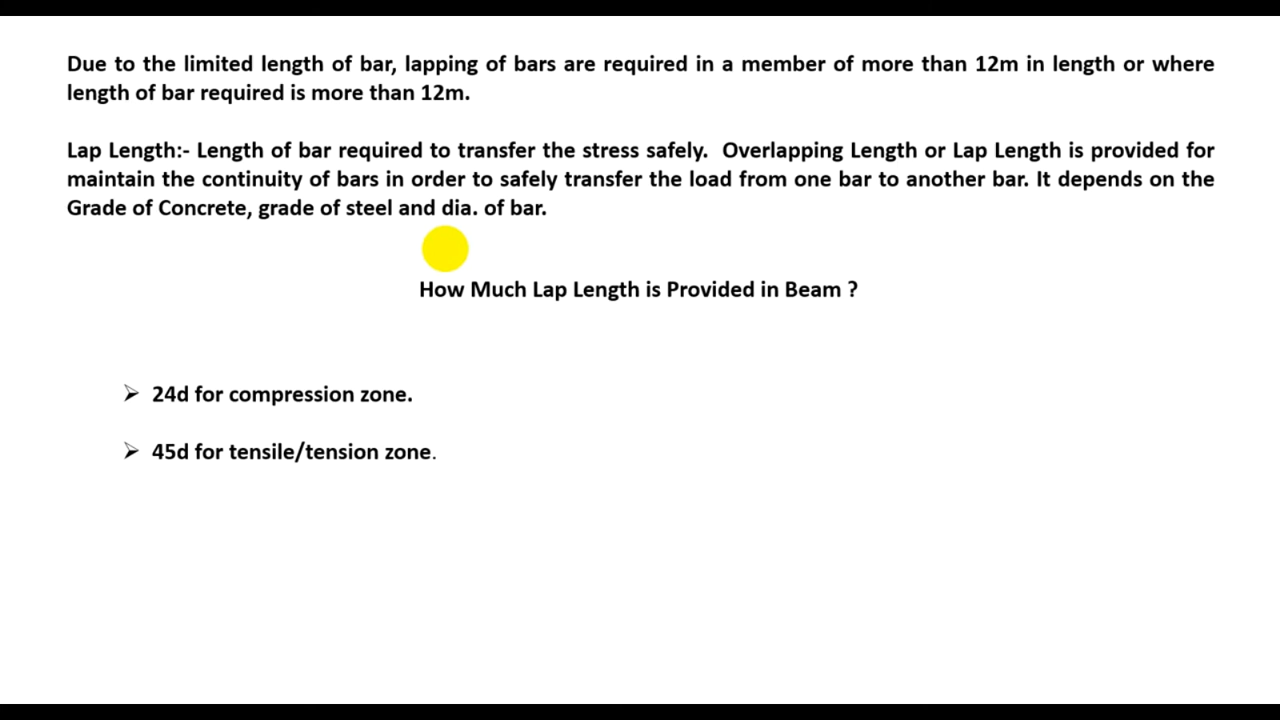 Due to the limited length of bar, lapping of bars are required in a member of more than 12m in length or where
length of bar required is more than 12m.
Lap Length:- Length of bar required to transfer the stress safely.  Overlapping Length or Lap Length is provided for
maintain the continuity of bars in order to safely transfer the load from one bar to another bar. It depends on the
Grade of Concrete, grade of steel and dia. of bar.
How Much Lap Length is Provided in Beam ?
➢ 24d for compression zone.
➢ 45d for tensile/tension zone.